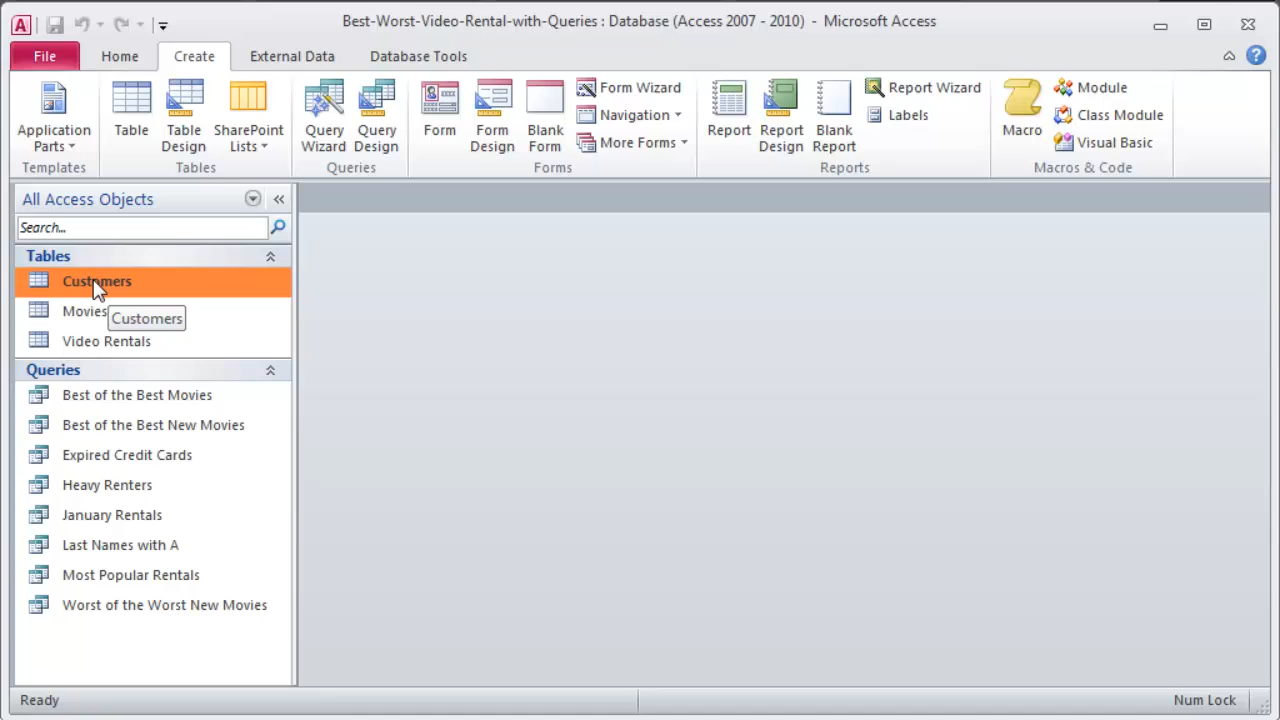 Best-Worst-Video-Rental-with-Queries : Database (Access 2007 - 2010) - Microsoft Access
File Home Create External Data Database Tools
Application Parts
Templates
Table
Table Design
SharePoint Lists
Tables
Query Wizard
Query Design
Queries
Form
Form Design
Blank Form
Form Wizard
Navigation
More Forms
Forms
Report
Report Design
Blank Report
Report Wizard
Labels
Reports
Macro
Module
Class Module
Visual Basic
Macros & Code
All Access Objects
Search...
Tables
Customers
Movies
Customers
Video Rentals
Queries
Best of the Best Movies
Best of the Best New Movies
Expired Credit Cards
Heavy Renters
January Rentals
Last Names with A
Most Popular Rentals
Worst of the Worst New Movies
Ready
Num Lock